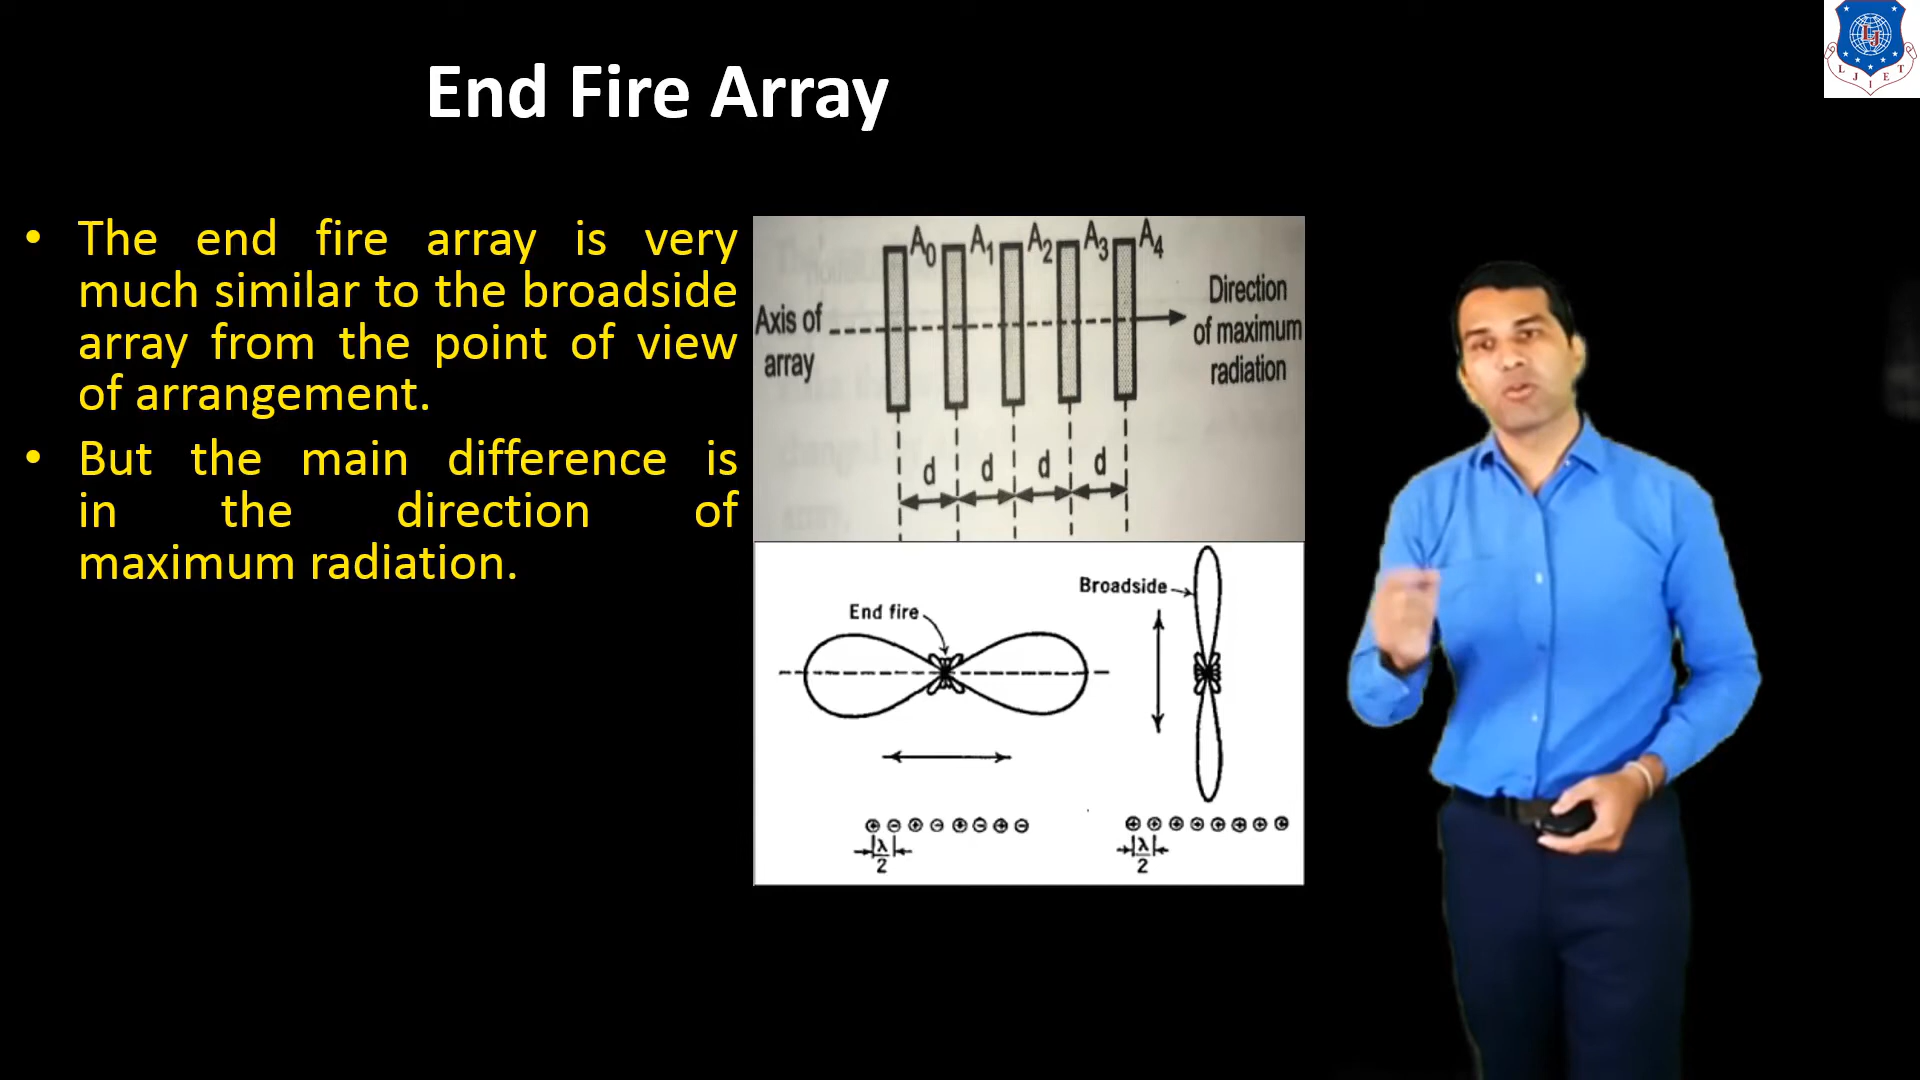 End Fire Array
• The end fire array is very
much similar to the broadside
array from the point of view
of arrangement.
• But the main difference is
in the direction of
maximum radiation.
A0 A1 A2 A3 A4
Axis of
array
Direction
of maximum
radiation
d d d d
End fire
Broadside
λ/2
λ/2
L J I E T